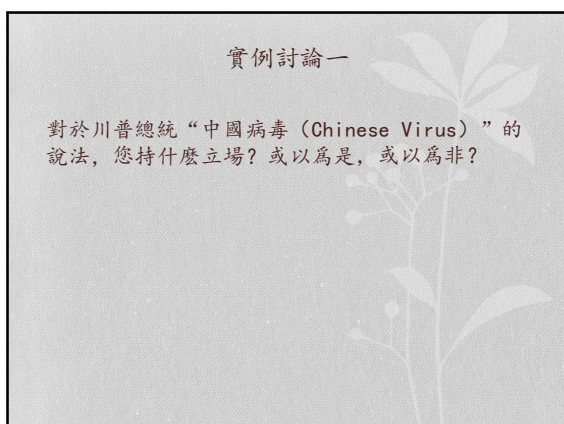 實例討論一
對於川普總統“中國病毒（Chinese Virus）”的
說法，您持什麽立場？或以爲是，或以爲非？